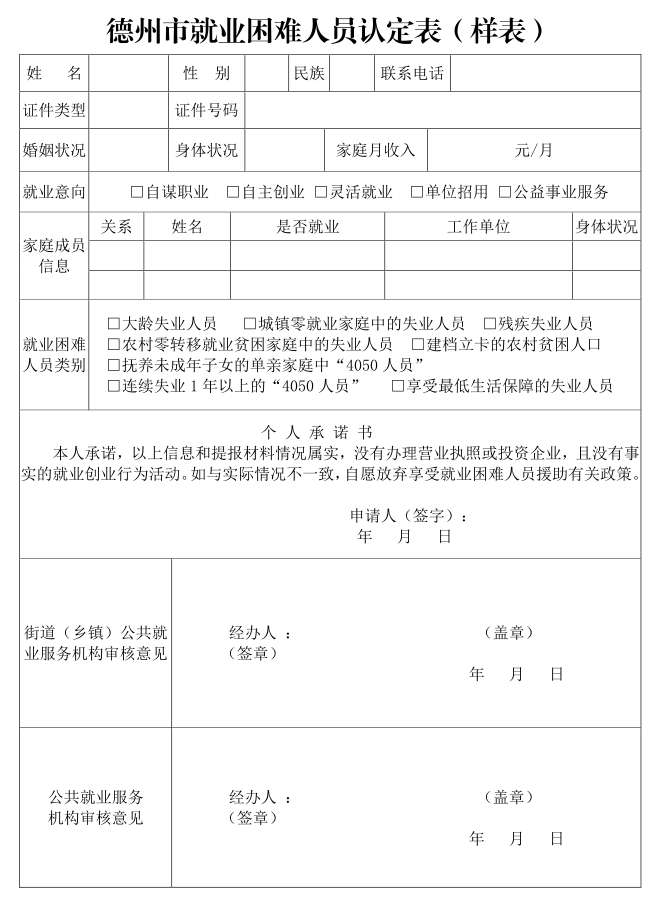 德州市就业困难人员认定表（样表）
姓 名 性 别 民族 联系电话
证件类型 证件号码
婚姻状况 身体状况 家庭月收入 元/月
就业意向 □自谋职业 □自主创业 □灵活就业 □单位招用 □公益事业服务
家庭成员
信息
关系 姓名 是否就业 工作单位 身体状况
就业困难
人员类别
□大龄失业人员 □城镇零就业家庭中的失业人员 □残疾失业人员
□农村零转移就业贫困家庭中的失业人员 □建档立卡的农村贫困人口
□抚养未成年子女的单亲家庭中“4050 人员”
□连续失业 1 年以上的“4050 人员” □享受最低生活保障的失业人员
个 人 承 诺 书
本人承诺，以上信息和提报材料情况属实，没有办理营业执照或投资企业，且没有事
实的就业创业行为活动。如与实际情况不一致，自愿放弃享受就业困难人员援助有关政策。
申请人（签字）：
年 月 日
街道（乡镇）公共就
业服务机构审核意见
经办人 ： （盖章）
（签章）
年 月 日
公共就业服务
机构审核意见
经办人 ： （盖章）
（签章）
年 月 日